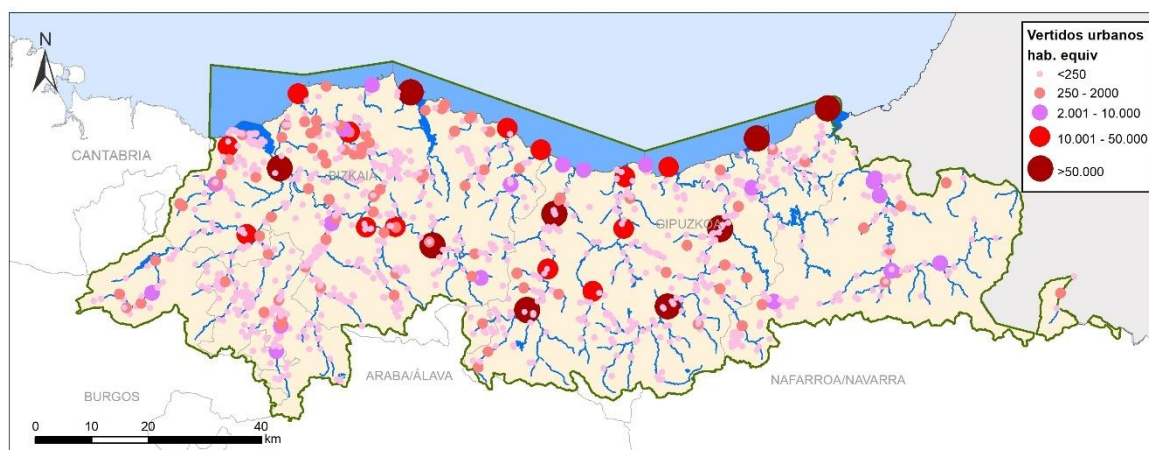 Vertidos urbanos
hab. equiv
<250
250 - 2000
2.001 - 10.000
10.001 - 50.000
>50.000
N
CANTABRIA
BIZKAIA
GIPUZKOA
ARABA/ÁLAVA
BURGOS
NAFARROA/NAVARRA
0 10 20 40
km